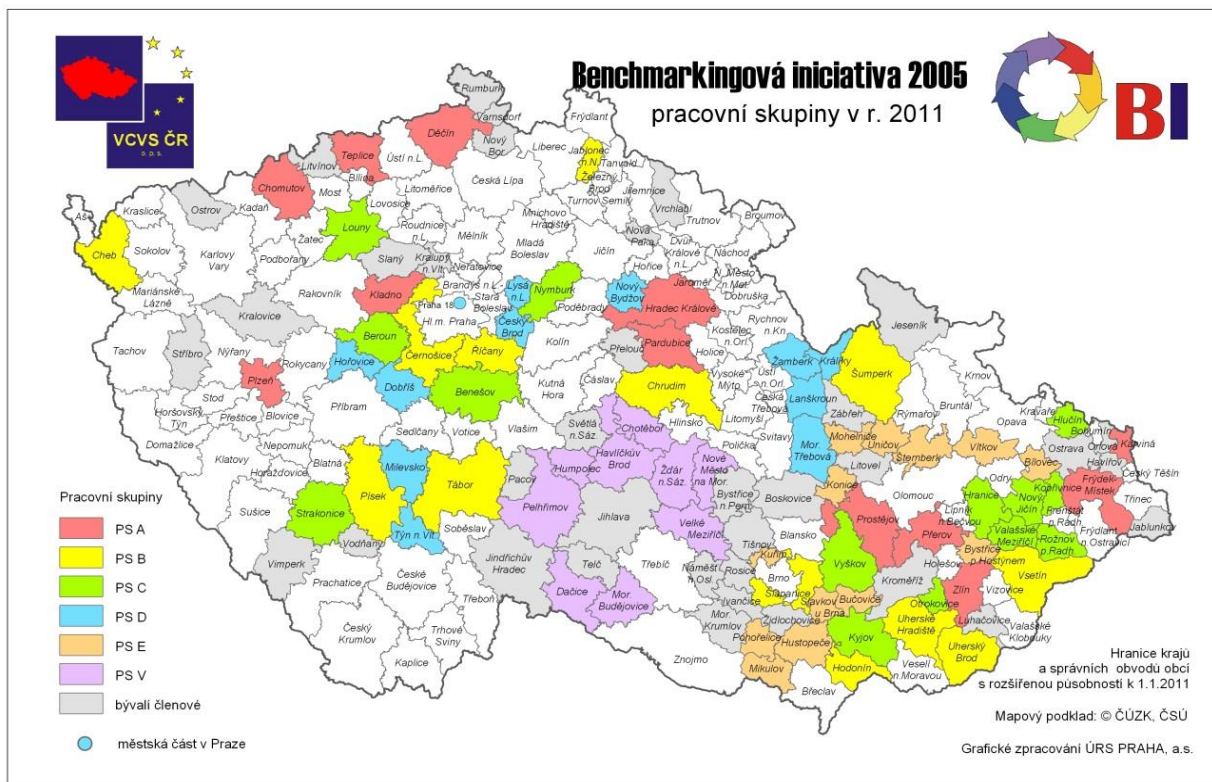 VCVS ČR
o.p.s.
Benchmarkingová iniciativa 2005
pracovní skupiny v r. 2011
BI
Rumburk
Varnsdorf
Nový
Bor
Děčín
Frýdlant
Liberec
Jablonec
n.N.
Tanvald
Železný
Brod
Turnov
Semily
Jilemnice
Vrchlabí
Trutnov
Broumov
Teplice
Ústí n.L.
Litvínov
Bílina
Most
Chomutov
Kadaň
Litoměřice
Lovosice
Česká Lípa
Roudnice
n.L.
Mělník
Mnichovo
Hradiště
Mladá
Boleslav
Jičín
Nová
Paka
Dvůr
Králové
n.L.
Hořice
Náchod
Jaroměř
N. Město
n.Met.
Dobruška
Aš
Kraslice
Ostrov
Cheb
Sokolov
Karlovy
Vary
Podbořany
Žatec
Louny
Slaný
Kralupy
n.Vlt.
Neratovice
Brandýs n.L -
Stará
Boleslav
Lysá
n.L.
Nymburk
Poděbrady
Nový
Bydžov
Hradec Králové
Rychnov
n.Kn.
Kostelec
n.Orl.
Mariánské
Lázně
Rakovník
Kladno
Praha 18
Hl.m. Praha
Český
Brod
Kolín
Přelouč
Pardubice
Holice
Žamberk
Králíky
Jeseník
Kralovice
Beroun
Černošice
Říčany
Tachov
Stříbro
Nýřany
Rokycany
Hořovice
Dobříš
Benešov
Kutná
Hora
Čáslav
Chrudim
Vysoké
Mýto
Ústí
n.Orl.
Česká
Třebová
Lanškroun
Šumperk
Plzeň
Stod
Příbram
Horšovský
Týn
Přeštice
Blovice
Sedlčany
Votice
Vlašim
Světlá
n.Sáz.
Chotěboř
Hlinsko
Litomyšl
Polička
Svitavy
Mor.
Třebová
Zábřeh
Rýmařov
Bruntál
Krnov
Opava
Kravaře
Hlučín
Bohumín
Orlová
Karviná
Ostrava
Havířov
Český Těšín
Domažlice
Klatovy
Nepomuk
Horažďovice
Blatná
Milevsko
Písek
Tábor
Pacov
Humpolec
Havlíčkův
Brod
Žďár
n.Sáz.
Nové
Město
na Mor.
Mohelnice
Uničov
Šternberk
Vítkov
Bílovec
Litovel
Konice
Olomouc
Odry
Sušice
Strakonice
Pelhřimov
Jihlava
Bystřice
n.Pern.
Boskovice
Velké
Meziříčí
Blansko
Prostějov
Přerov
Lipník
n.Bečvou
Hranice
Nový
Jičín
Kopřivnice
Frýdek-
Místek
Třinec
Frenštát
p.Radh.
Frýdlant
n.Ostravicí
Jablunkov
Valašské
Meziříčí
Rožnov
p.Radh.
Vimperk
Vodňany
Týn n.Vlt.
Soběslav
Jindřichův
Hradec
Telč
Třebíč
Náměšť
n.Osl.
Tišnov
Kuřim
Rosice
Brno
Vyškov
Kroměříž
Holešov
Bystřice
p.Hostýnem
Vsetín
Prachatice
České
Budějovice
Třeboň
Dačice
Mor.
Budějovice
Ivančice
Šlapanice
Slavkov
u Brna
Bučovice
Otrokovice
Zlín
Vizovice
Luhačovice
Valašské
Klobouky
Český
Krumlov
Trhové
Sviny
Kaplice
Mor.
Krumlov
Židlochovice
Pohořelice
Hustopeče
Kyjov
Uherské
Hradiště
Uherský
Brod
Znojmo
Mikulov
Hodonín
Veselí
n.Moravou
Břeclav
Pracovní skupiny
PS A
PS B
PS C
PS D
PS E
PS V
bývalí členové
městská část v Praze
Hranice krajů
a správních obvodů obcí
s rozšířenou působností k 1.1.2011
Mapový podklad: © ČÚZK, ČSÚ
Grafické zpracování ÚRS PRAHA, a.s.